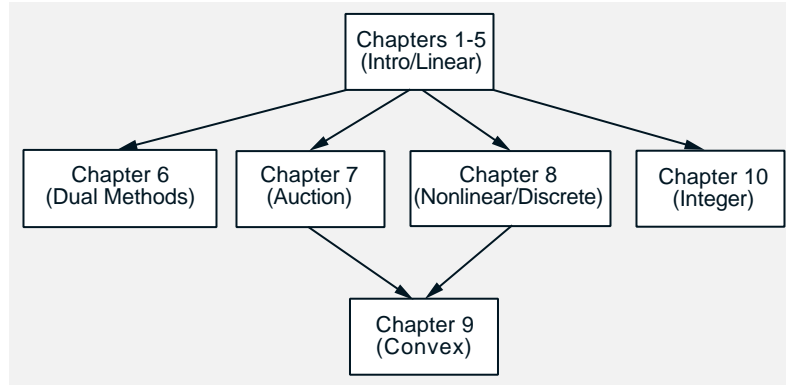 Chapters 1-5
(Intro/Linear)
Chapter 6
(Dual Methods)
Chapter 7
(Auction)
Chapter 8
(Nonlinear/Discrete)
Chapter 10
(Integer)
Chapter 9
(Convex)